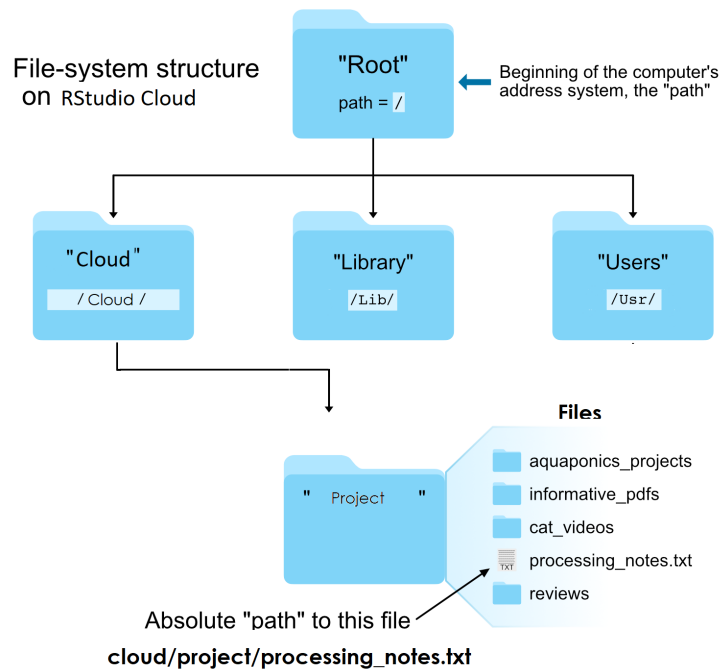 File-system structure
on RStudio Cloud
"Root"
path = /
Beginning of the computer's
address system, the "path"
"Cloud"
/ Cloud /
"Library"
/Lib/
"Users"
/Usr/
Files
" Project "
aquaponics_projects
informative_pdfs
cat_videos
TXT
processing_notes.txt
reviews
Absolute "path" to this file
cloud/project/processing_notes.txt